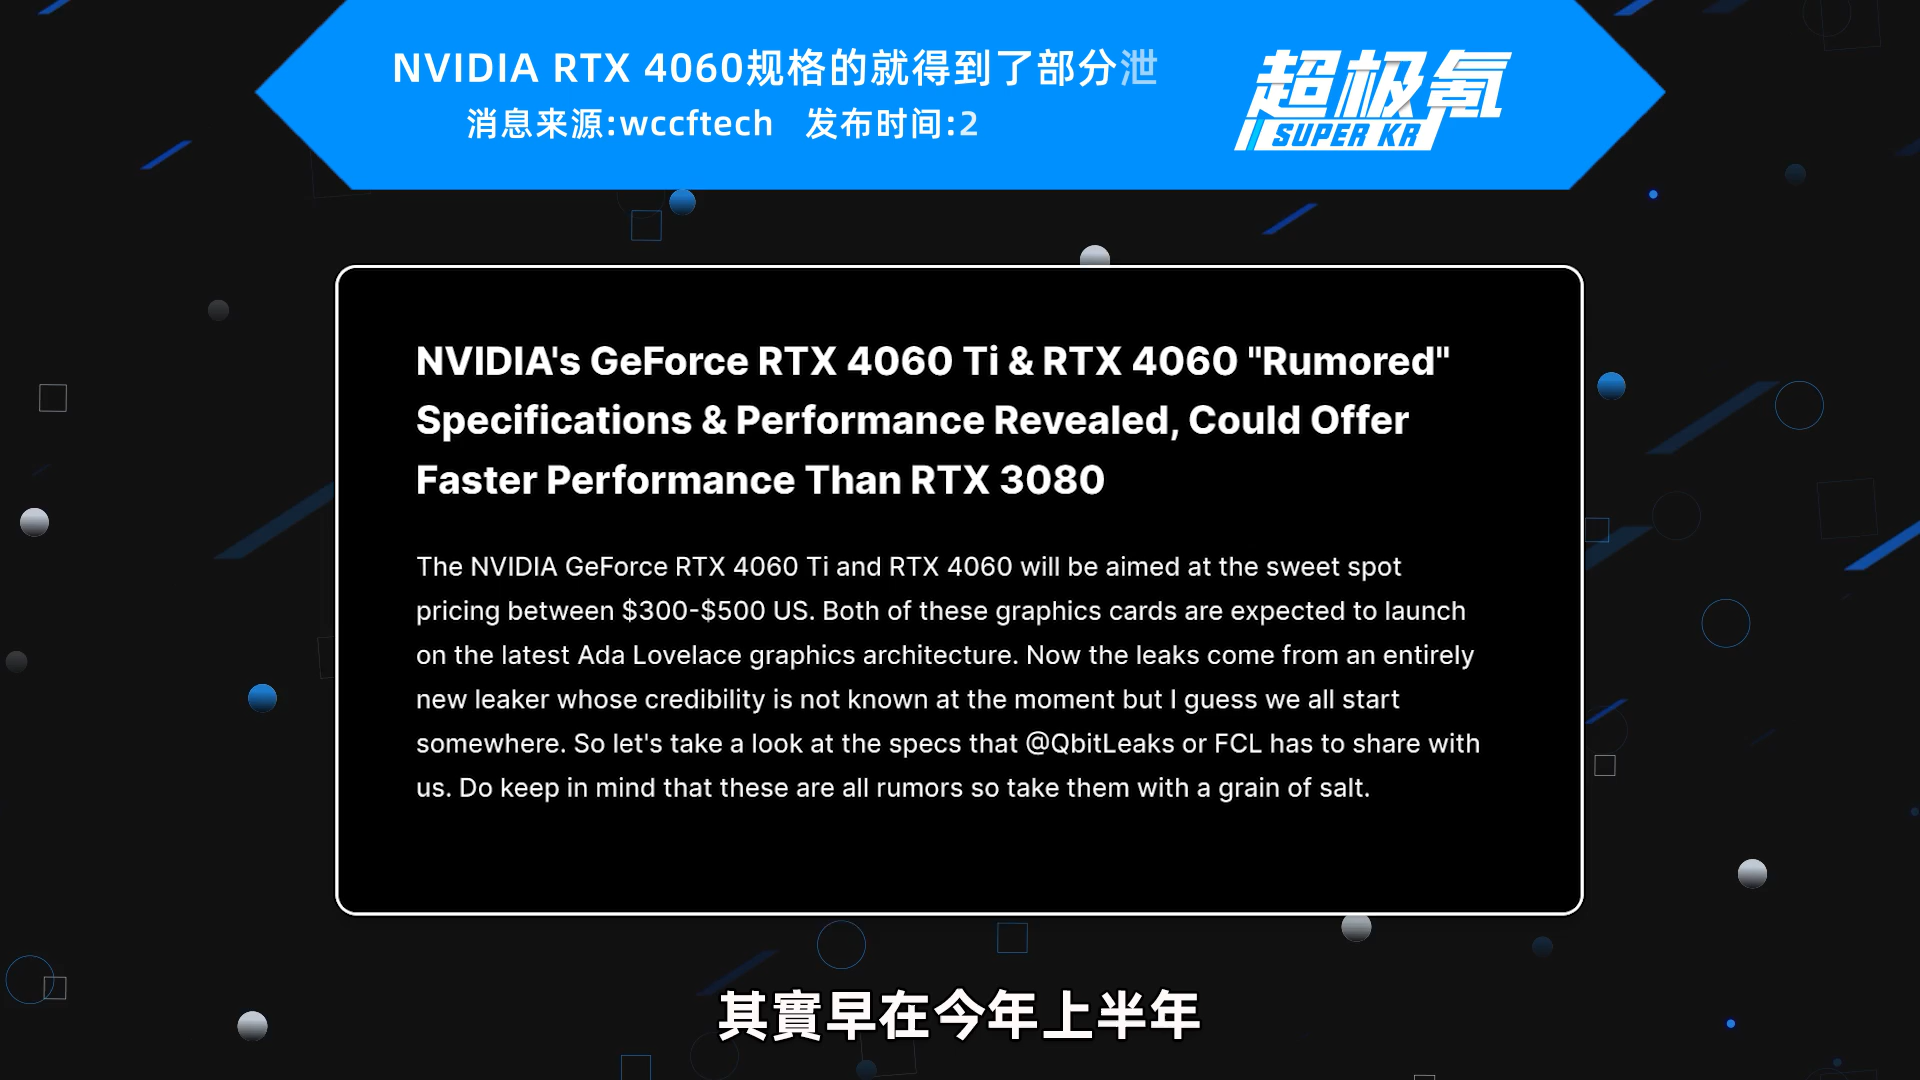 NVIDIA RTX 4060规格的就得到了部分泄
消息来源:wccftech 发布时间:2
超极氪
SUPER KR
NVIDIA's GeForce RTX 4060 Ti & RTX 4060 "Rumored"
Specifications & Performance Revealed, Could Offer
Faster Performance Than RTX 3080
The NVIDIA GeForce RTX 4060 Ti and RTX 4060 will be aimed at the sweet spot
pricing between $300-$500 US. Both of these graphics cards are expected to launch
on the latest Ada Lovelace graphics architecture. Now the leaks come from an entirely
new leaker whose credibility is not known at the moment but I guess we all start
somewhere. So let's take a look at the specs that @QbitLeaks or FCL has to share with
us. Do keep in mind that these are all rumors so take them with a grain of salt.
其實早在今年上半年